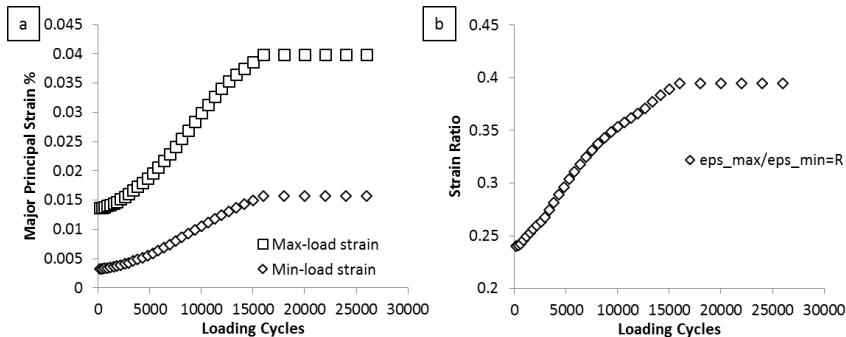 a
0.045
0.04
0.035
0.03
0.025
0.02
0.015
0.01
0.005
0
Major Principal Strain %
Max-load strain
Min-load strain
0 5000 10000 15000 20000 25000 30000
Loading Cycles
b
0.45
0.4
0.35
0.3
0.25
0.2
Strain Ratio
eps_max/eps_min=R
0 5000 10000 15000 20000 25000 30000
Loading Cycles